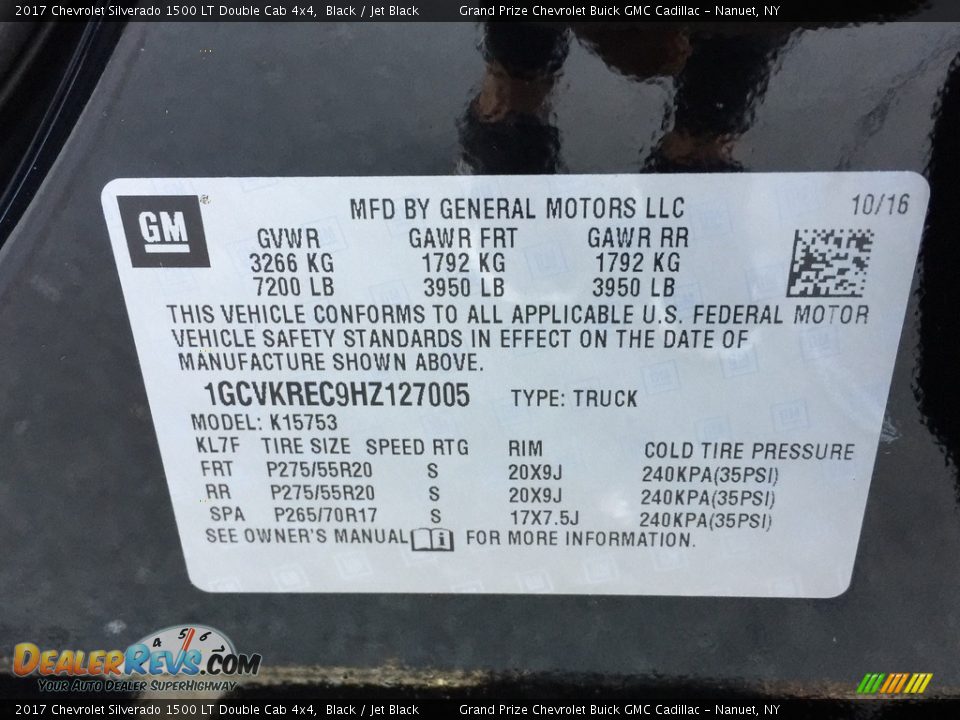 2017 Chevrolet Silverado 1500 LT Double Cab 4x4, Black / Jet Black Grand Prize Chevrolet Buick GMC Cadillac - Nanuet, NY
GM
MFD BY GENERAL MOTORS LLC 10/16
GVWR GAWR FRT GAWR RR
3266 KG 1792 KG 1792 KG
7200 LB 3950 LB 3950 LB
THIS VEHICLE CONFORMS TO ALL APPLICABLE U.S. FEDERAL MOTOR
VEHICLE SAFETY STANDARDS IN EFFECT ON THE DATE OF
MANUFACTURE SHOWN ABOVE.
1GCVKREC9HZ127005 TYPE: TRUCK
MODEL: K15753
KL7F TIRE SIZE SPEED RTG RIM COLD TIRE PRESSURE
FRT P275/55R20 S 20X9J 240KPA(35PSI)
RR P275/55R20 S 20X9J 240KPA(35PSI)
SPA P265/70R17 S 17X7.5J 240KPA(35PSI)
SEE OWNER'S MANUAL i FOR MORE INFORMATION.
4 5 6
DealerRevs.com
Your Auto Dealer SuperHighway
2017 Chevrolet Silverado 1500 LT Double Cab 4x4, Black / Jet Black Grand Prize Chevrolet Buick GMC Cadillac - Nanuet, NY